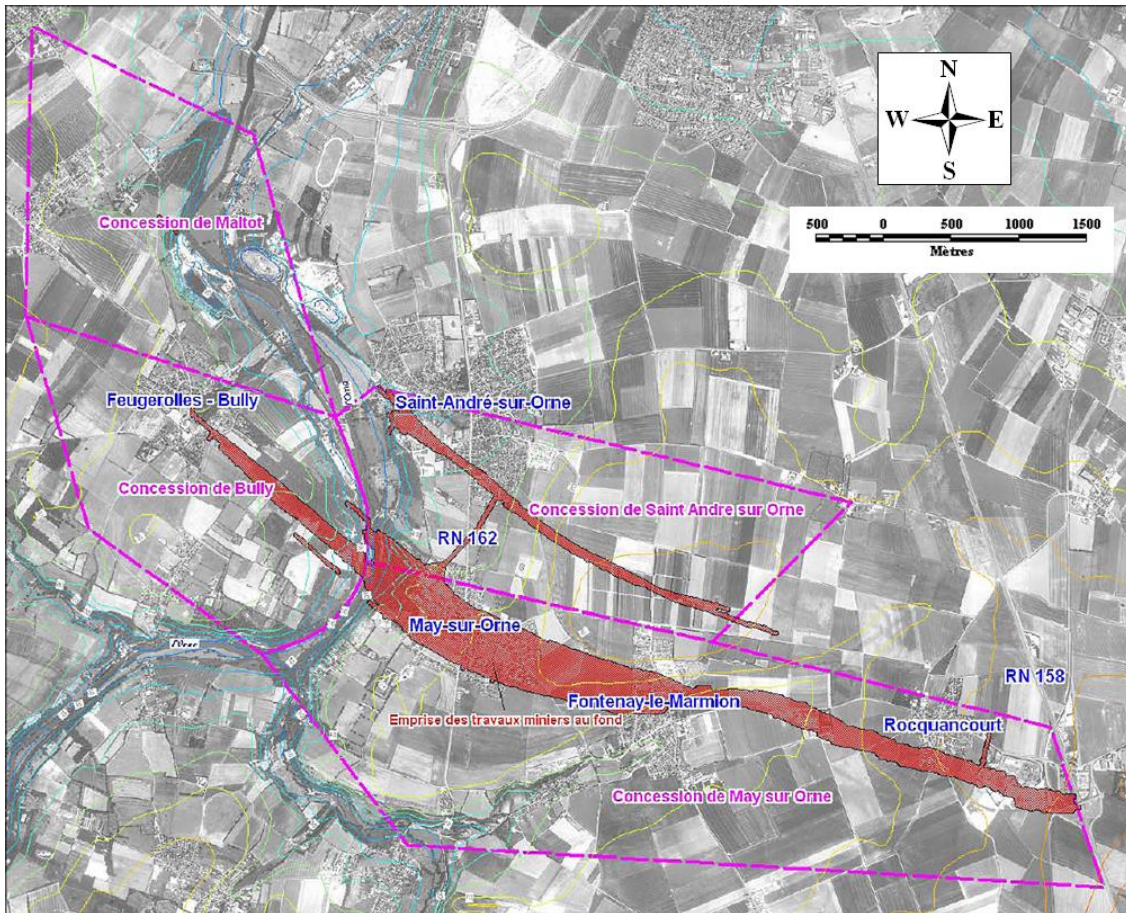 N
W E
S
500 0 500 1000 1500
Mètres
Concession de Maltot
l'Orne
Feugerolles - Bully
Saint-André-sur-Orne
Concession de Bully
Concession de Saint Andre sur Orne
RN 162
May-sur-Orne
RN 158
Fontenay-le-Marmion
Emprise des travaux miniers au fond
Rocquancourt
Concession de May sur Orne